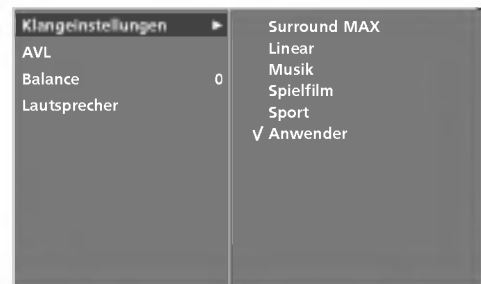 Klangeinstellungen ►
AVL
Balance 0
Lautsprecher
Surround MAX
Linear
Musik
Spielfilm
Sport
√ Anwender